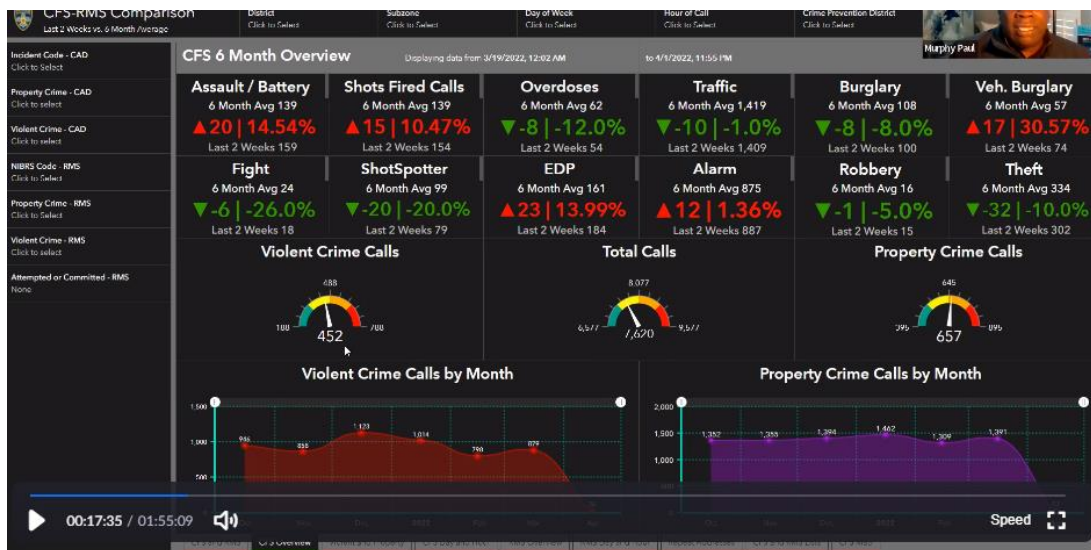 CFS-RMS Comparison
Last 2 Weeks vs. 6 Month Average
District
Click to Select
Subzone
Click to Select
Day of Week
Click to Select
Hour of Call
Click to Select
Crime Prevention District
Click to Select
Murphy Paul
Incident Code - CAD
Click to Select
Property Crime - CAD
Click to select
Violent Crime - CAD
Click to select
NIBRS Code - RMS
Click to Select
Property Crime - RMS
Click to Select
Violent Crime - RMS
Click to select
Attempted or Committed - RMS
None
CFS 6 Month Overview
Displaying data from 3/19/2022, 12:02 AM
to 4/1/2022, 11:55 PM
Assault / Battery
6 Month Avg 139
▲20 | 14.54%
Last 2 Weeks 159
Shots Fired Calls
6 Month Avg 139
▲15 | 10.47%
Last 2 Weeks 154
Overdoses
6 Month Avg 62
▼-8 | -12.0%
Last 2 Weeks 54
Traffic
6 Month Avg 1,419
▼-10 | -1.0%
Last 2 Weeks 1,409
Burglary
6 Month Avg 108
▼-8 | -8.0%
Last 2 Weeks 100
Veh. Burglary
6 Month Avg 57
▲17 | 30.57%
Last 2 Weeks 74
Fight
6 Month Avg 24
▼-6 | -26.0%
Last 2 Weeks 18
ShotSpotter
6 Month Avg 99
▼-20 | -20.0%
Last 2 Weeks 79
EDP
6 Month Avg 161
▲23 | 13.99%
Last 2 Weeks 184
Alarm
6 Month Avg 875
▲12 | 1.36%
Last 2 Weeks 887
Robbery
6 Month Avg 16
▼-1 | -5.0%
Last 2 Weeks 15
Theft
6 Month Avg 334
▼-32 | -10.0%
Last 2 Weeks 302
Violent Crime Calls
488
188
788
452
Total Calls
8,077
6,577
9,577
7,620
Property Crime Calls
645
395
895
657
Violent Crime Calls by Month
1,500
1,000
500
946
858
1,123
1,014
790
879
Property Crime Calls by Month
2,000
1,500
1,000
1,352
1,355
1,394
1,462
1,309
1,391
00:17:35 / 01:55:09
Speed
CFS Overview